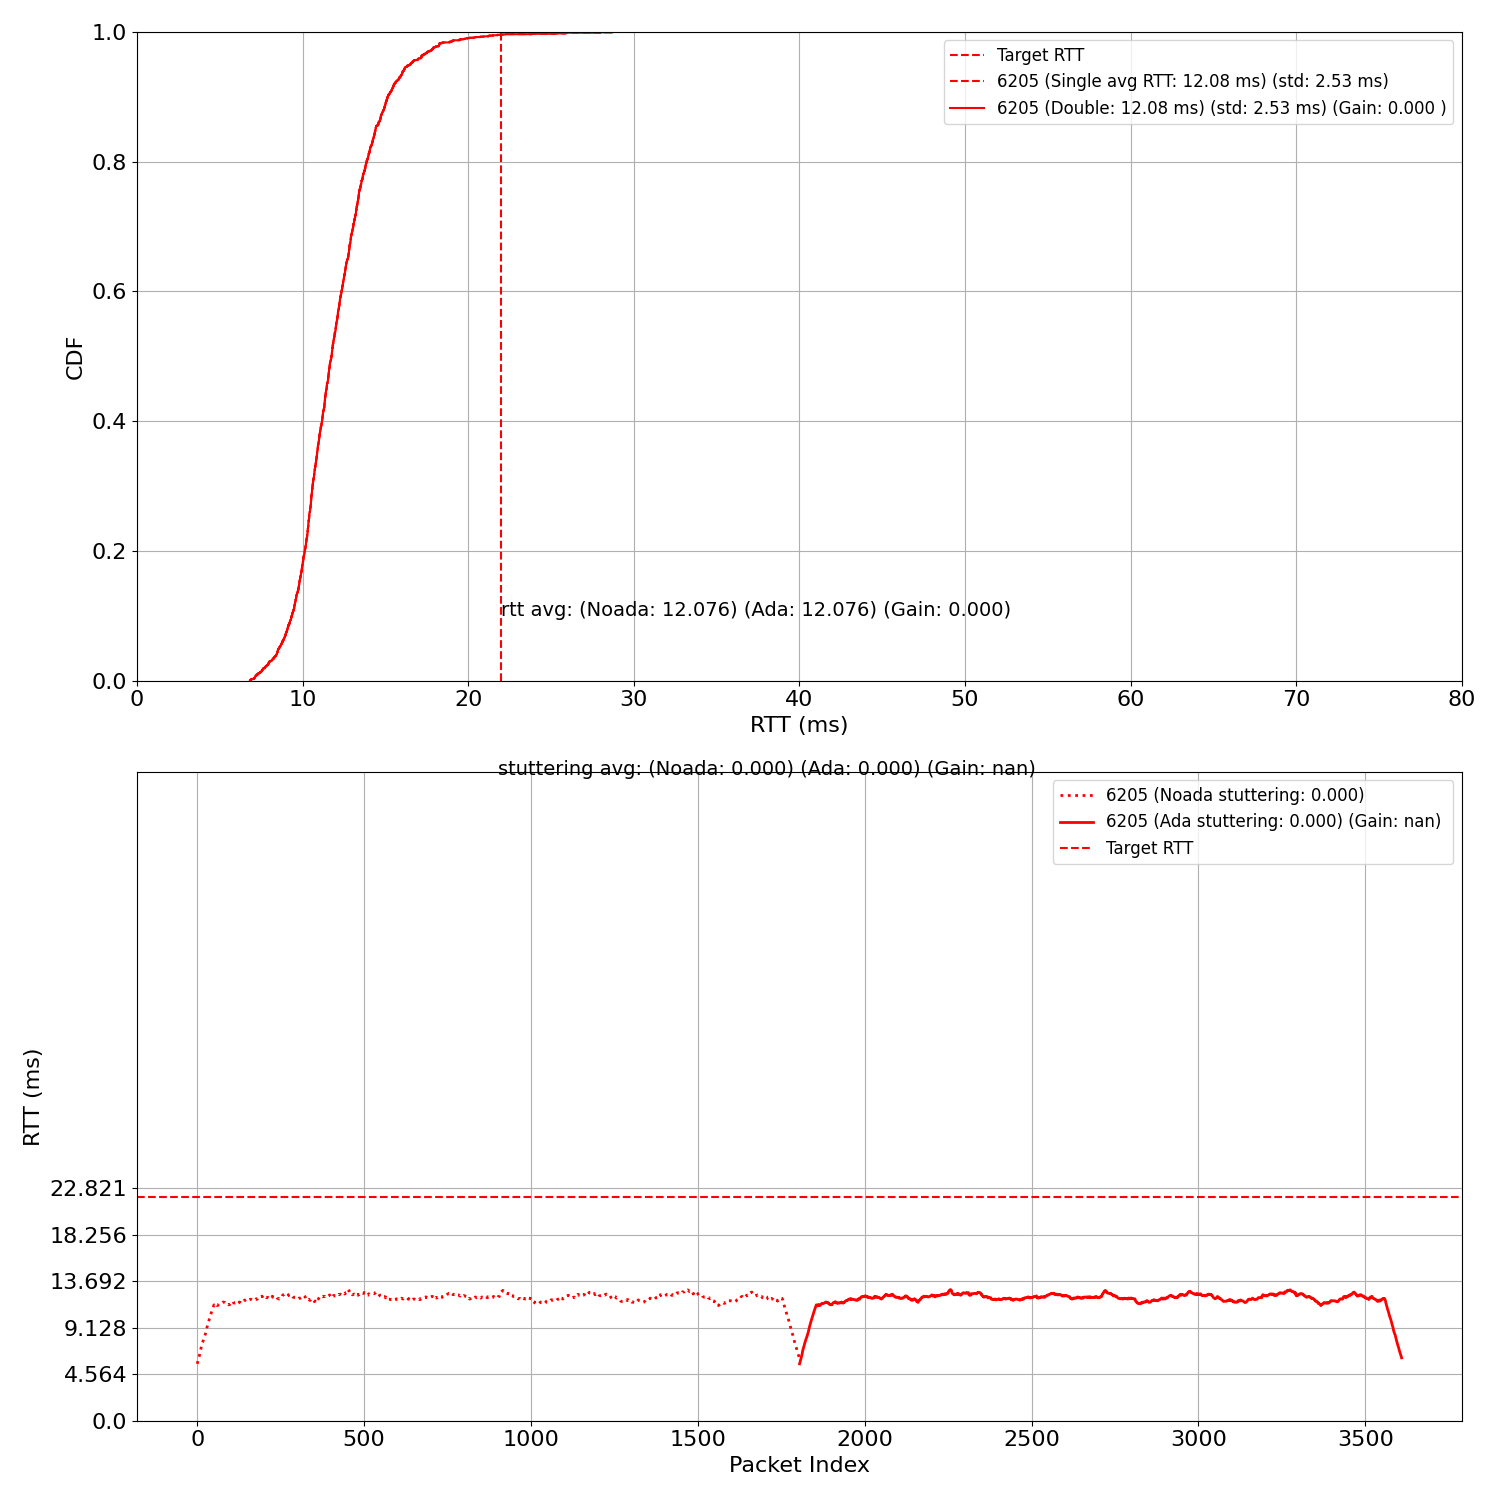 1.0
0.8
0.6
0.4
0.2
0.0
CDF
Target RTT
6205 (Single avg RTT: 12.08 ms) (std: 2.53 ms)
6205 (Double: 12.08 ms) (std: 2.53 ms) (Gain: 0.000 )
rtt avg: (Noada: 12.076) (Ada: 12.076) (Gain: 0.000)
0 10 20 30 40 50 60 70 80
RTT (ms)
stuttering avg: (Noada: 0.000) (Ada: 0.000) (Gain: nan)
6205 (Noada stuttering: 0.000)
6205 (Ada stuttering: 0.000) (Gain: nan)
Target RTT
RTT (ms)
22.821
18.256
13.692
9.128
4.564
0.0
0 500 1000 1500 2000 2500 3000 3500
Packet Index